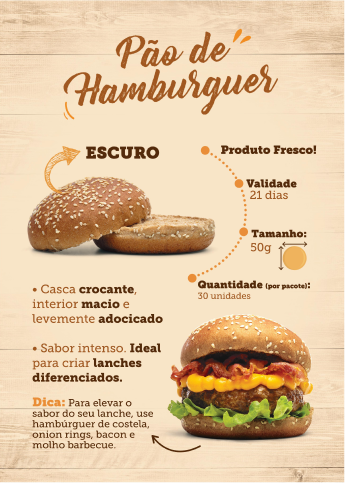 Pão de
Hamburguer
ESCURO
Produto Fresco!
Validade
21 dias
Tamanho:
50g
Quantidade (por pacote):
30 unidades
• Casca crocante,
interior macio e
levemente adocicado
• Sabor intenso. Ideal
para criar lanches
diferenciados.
Dica: Para elevar o
sabor do seu lanche, use
hambúrguer de costela,
onion rings, bacon e
molho barbecue.